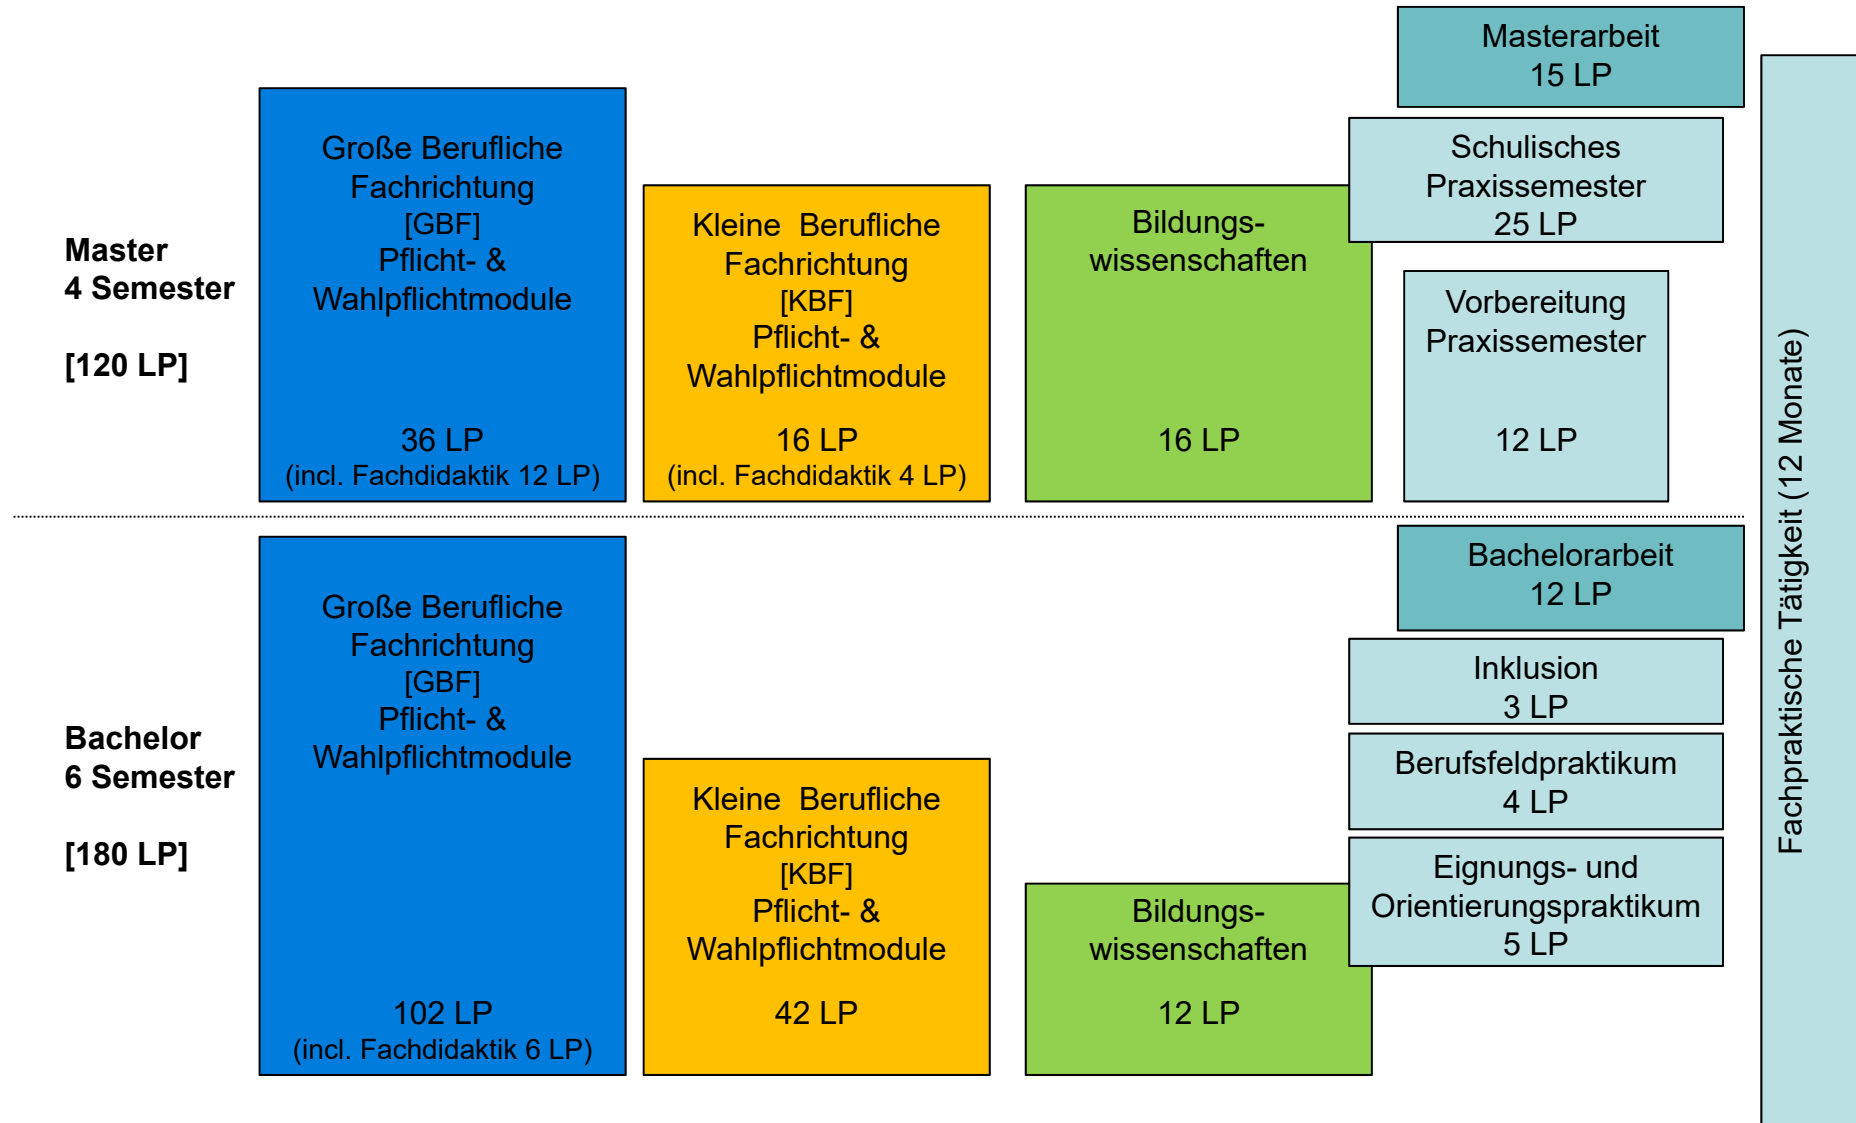 Masterarbeit
15 LP
Große Berufliche
Fachrichtung
[GBF]
Pflicht- &
Wahlpflichtmodule
36 LP
(incl. Fachdidaktik 12 LP)
Kleine  Berufliche
Fachrichtung
[KBF]
Pflicht- &
Wahlpflichtmodule
16 LP
(incl. Fachdidaktik 4 LP)
Bildungs-
wissenschaften
16 LP
Schulisches
Praxissemester
25 LP
Vorbereitung
Praxissemester
12 LP
Master
4 Semester
[120 LP]
Fachpraktische Tätigkeit (12 Monate)
Bachelorarbeit
12 LP
Große Berufliche
Fachrichtung
[GBF]
Pflicht- &
Wahlpflichtmodule
102 LP
(incl. Fachdidaktik 6 LP)
Kleine  Berufliche
Fachrichtung
[KBF]
Pflicht- &
Wahlpflichtmodule
42 LP
Bildungs-
wissenschaften
12 LP
Inklusion
3 LP
Berufsfeldpraktikum
4 LP
Eignungs- und
Orientierungspraktikum
5 LP
Bachelor
6 Semester
[180 LP]